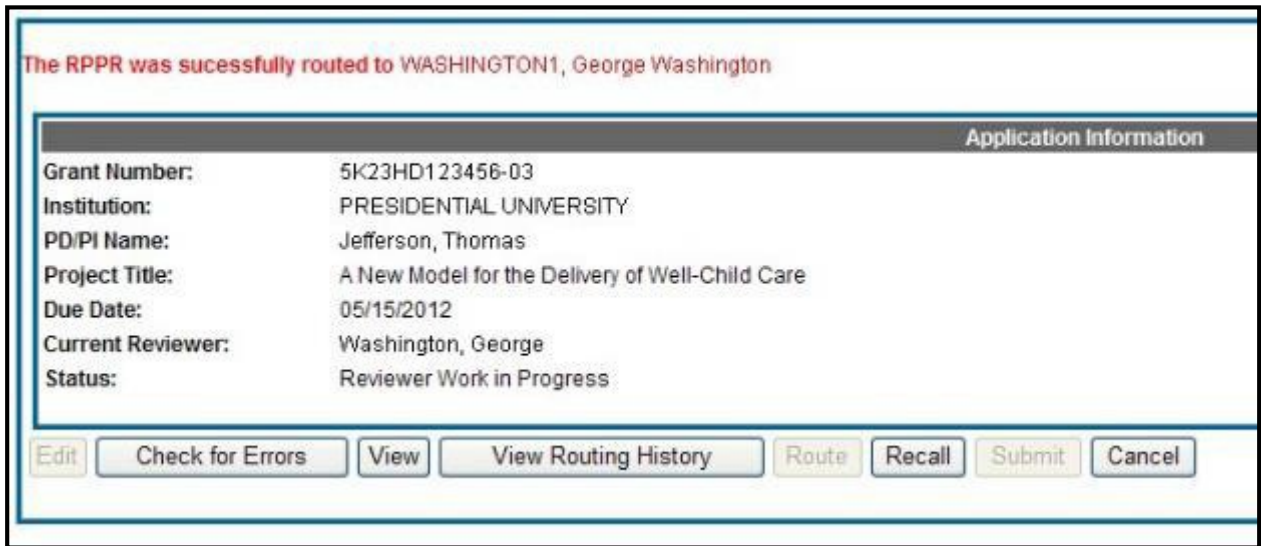 The RPPR was sucessfully routed to WASHINGTON1, George Washington
Application Information
Grant Number: 5K23HD123456-03
Institution: PRESIDENTIAL UNIVERSITY
PD/PI Name: Jefferson, Thomas
Project Title: A New Model for the Delivery of Well-Child Care
Due Date: 05/15/2012
Current Reviewer: Washington, George
Status: Reviewer Work in Progress
Edit Check for Errors View View Routing History Route Recall Submit Cancel